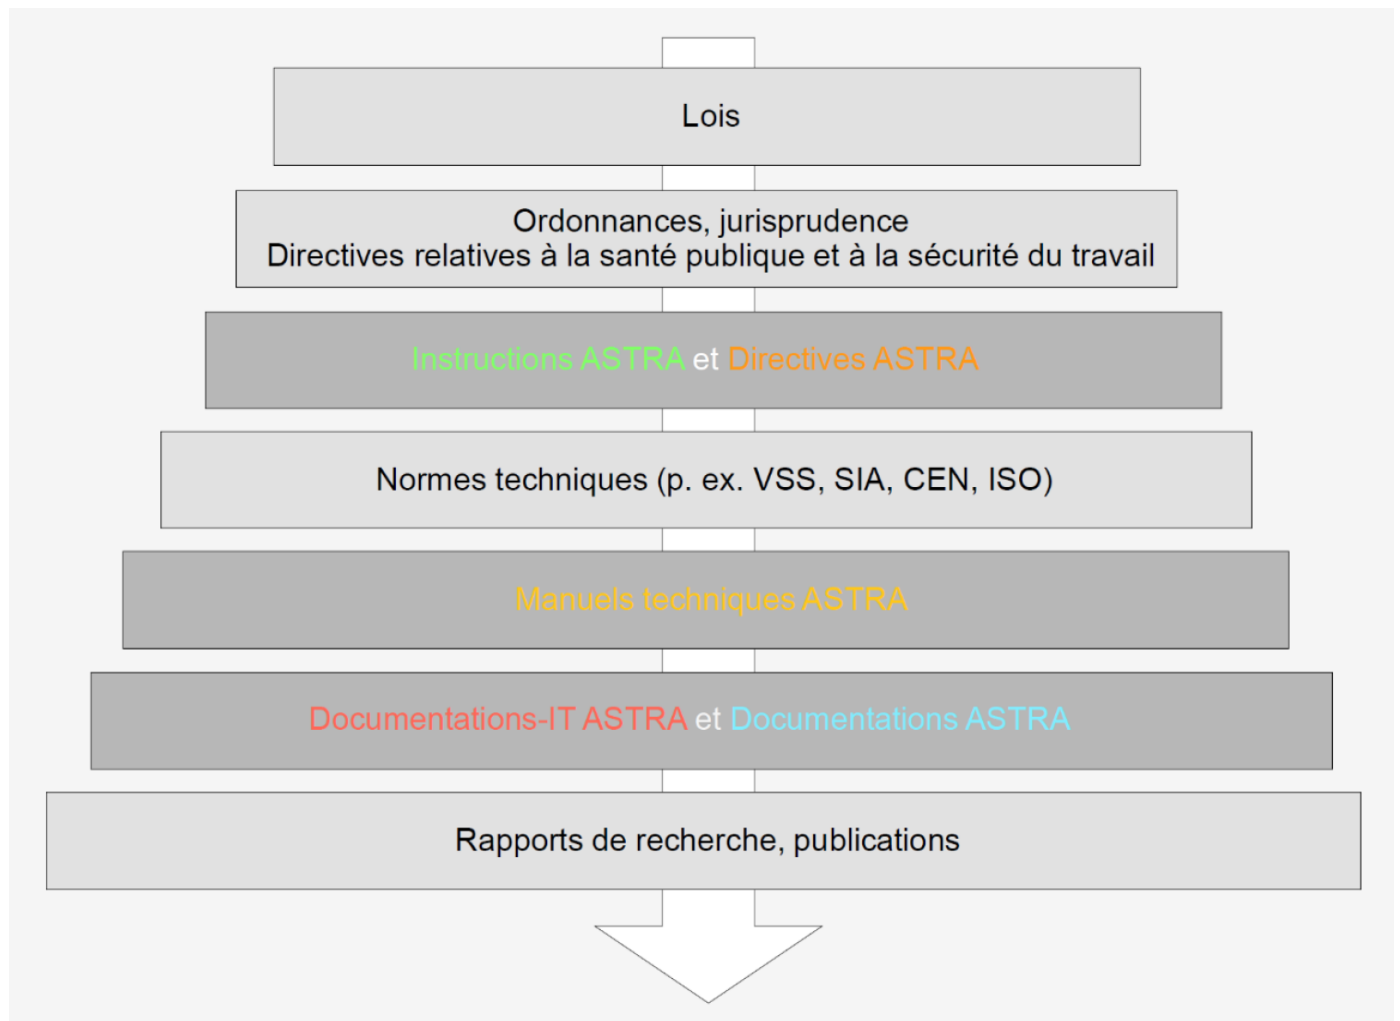 Lois
Ordonnances, jurisprudence
Directives relatives à la santé publique et à la sécurité du travail
Instructions ASTRA et Directives ASTRA
Normes techniques (p. ex. VSS, SIA, CEN, ISO)
Manuels techniques ASTRA
Documentations-IT ASTRA et Documentations ASTRA
Rapports de recherche, publications